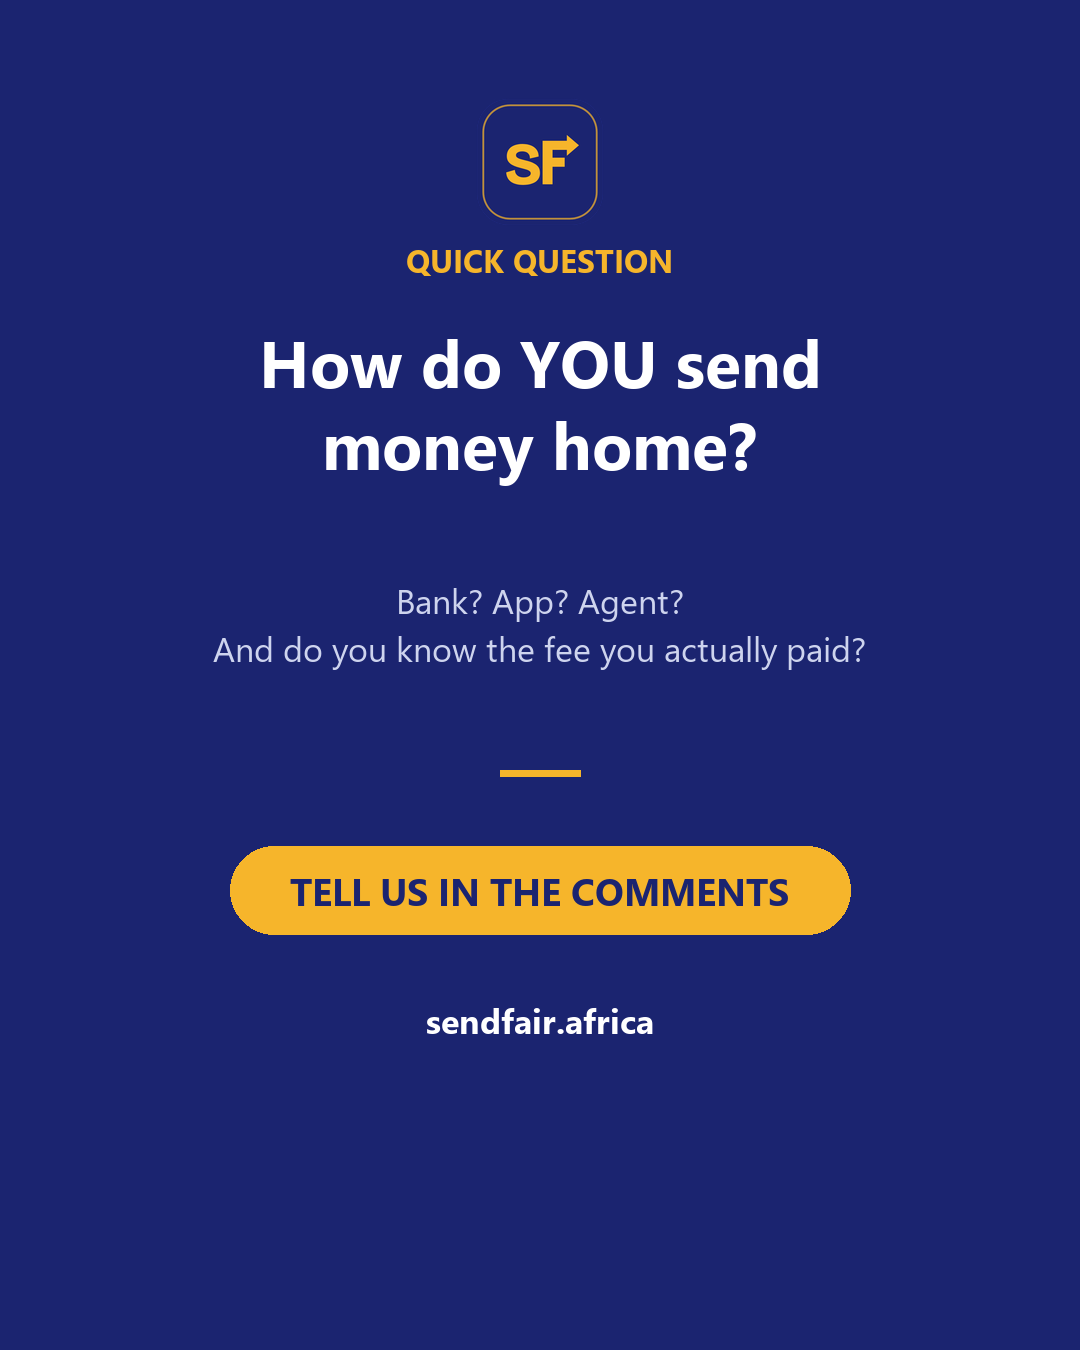 SF
QUICK QUESTION
How do YOU send
money home?
Bank? App? Agent?
And do you know the fee you actually paid?
TELL US IN THE COMMENTS
sendfair.africa